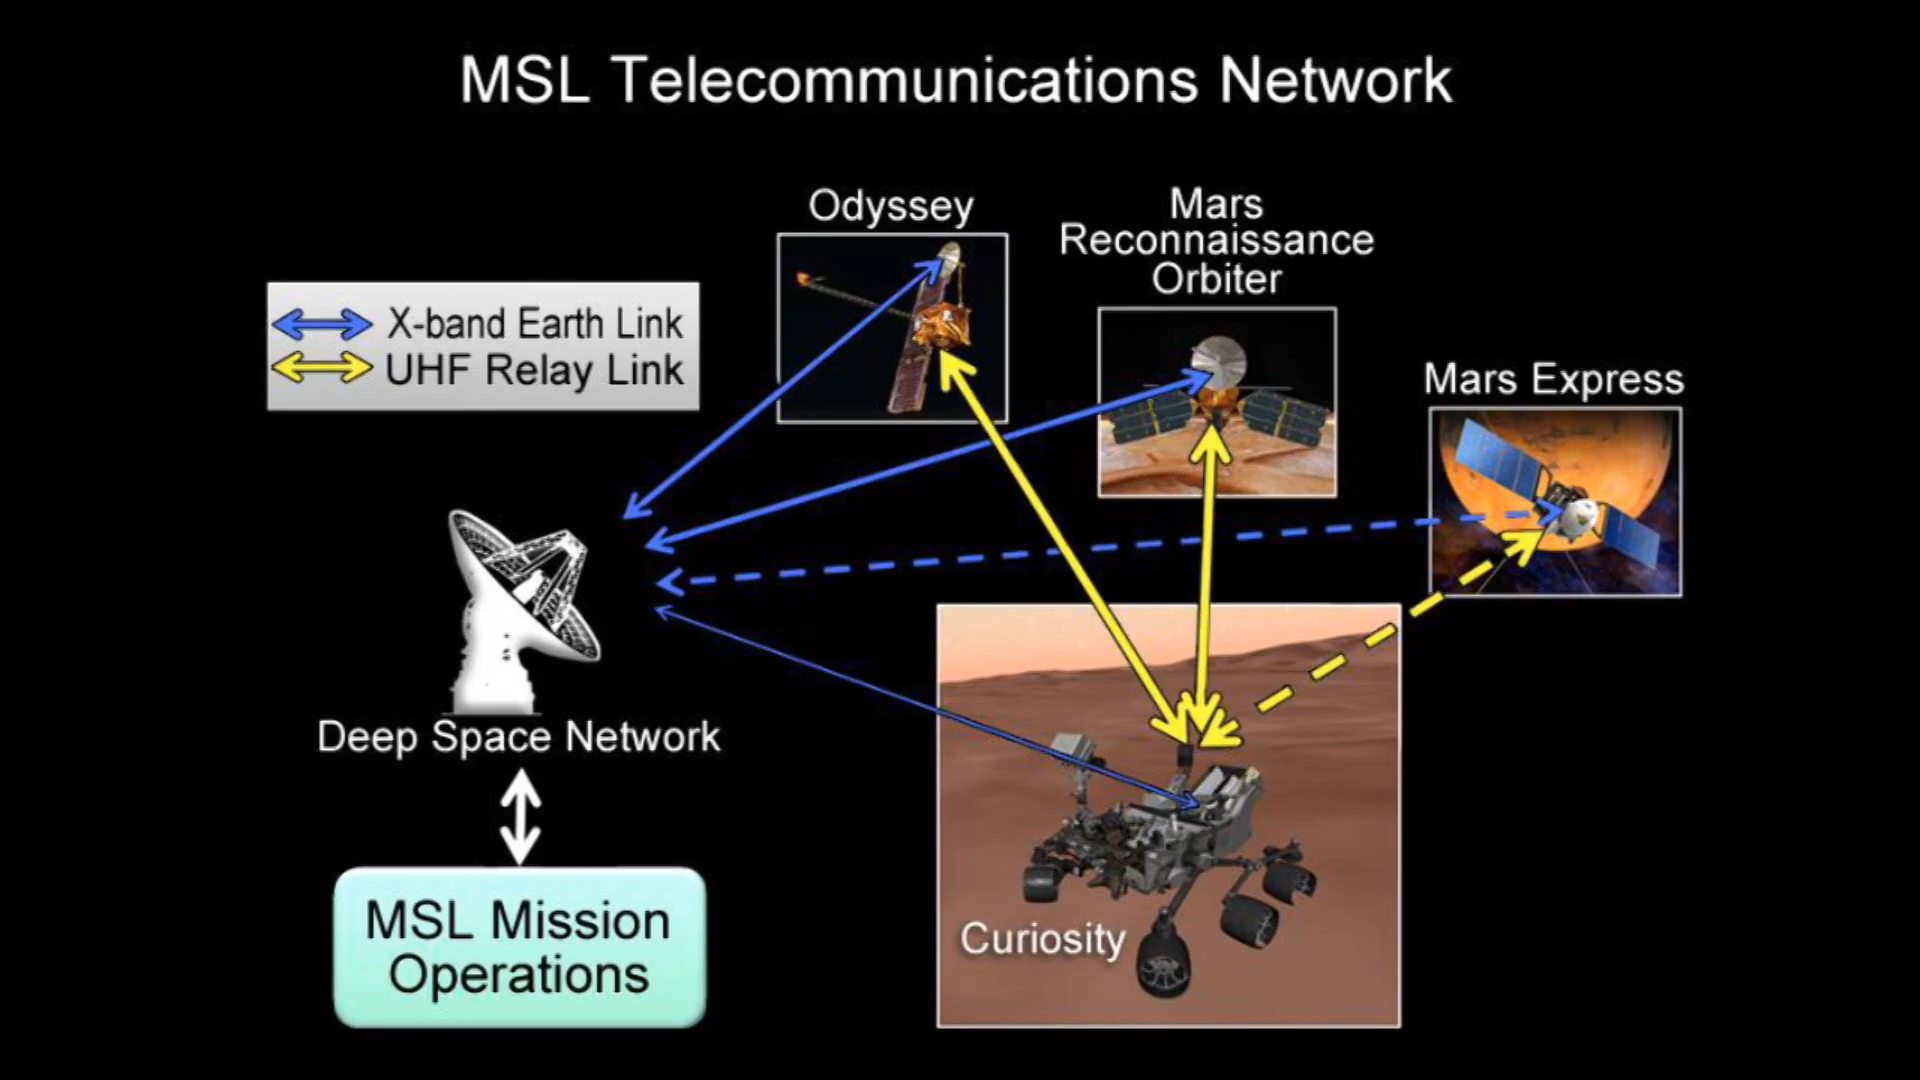 MSL Telecommunications Network
Odyssey
Mars
Reconnaissance
Orbiter
Mars Express
X-band Earth Link
UHF Relay Link
Deep Space Network
MSL Mission
Operations
Curiosity